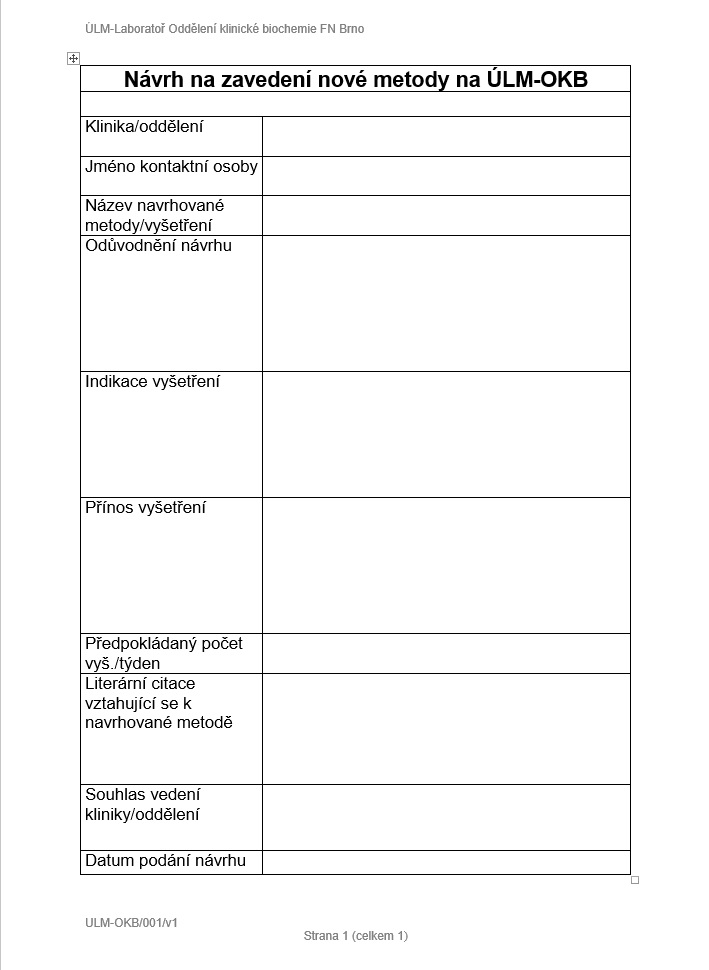 ÚLM-Laboratoř Oddělení klinické biochemie FN Brno
Návrh na zavedení nové metody na ÚLM-OKB
Klinika/oddělení
Jméno kontaktní osoby
Název navrhované
metody/vyšetření
Odůvodnění návrhu
Indikace vyšetření
Přínos vyšetření
Předpokládaný počet
vyš./týden
Literární citace
vztahující se k
navrhované metodě
Souhlas vedení
kliniky/oddělení
Datum podání návrhu
ULM-OKB/001/v1
Strana 1 (celkem 1)